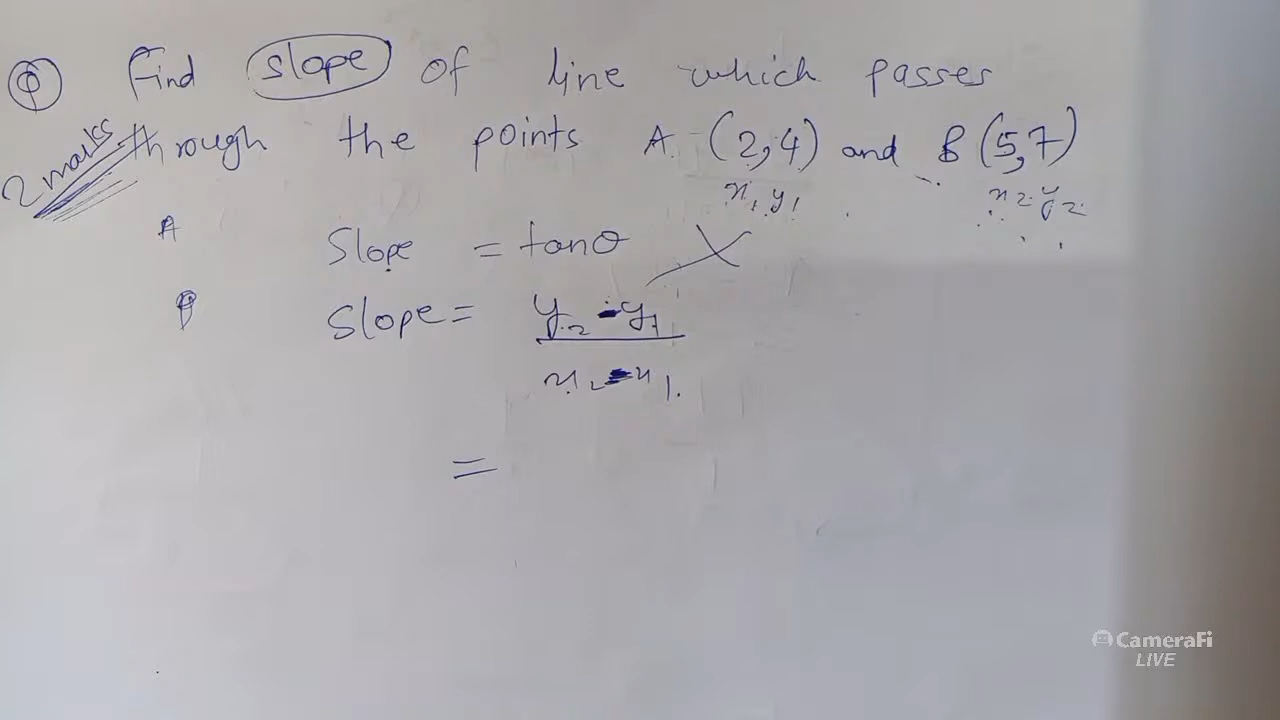 Q Find slope of line which passes
2 marks through the points A (2,4) and B (5,7)
x₁ y₁ x₂ y₂
A Slope = tanθ
Slope = y₂ - y₁
x₂ - x₁
=
CameraFi
LIVE